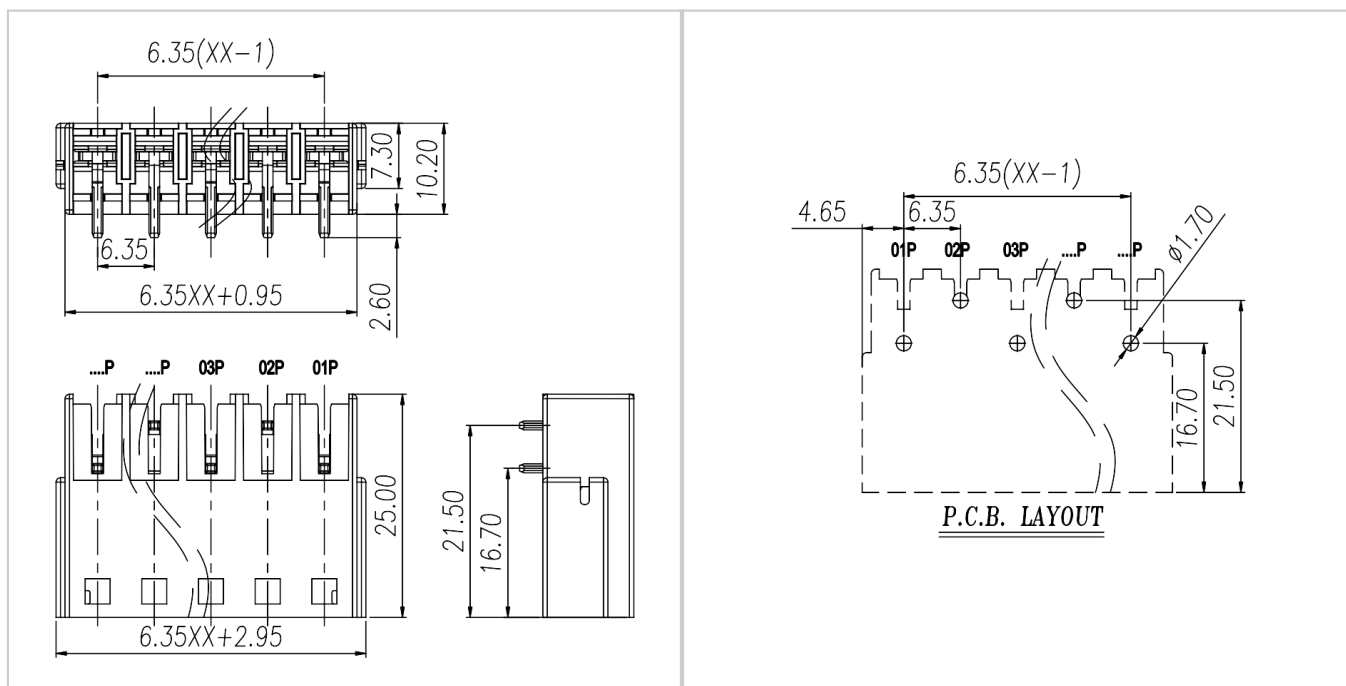 6.35(XX-1)
7.30
10.20
6.35
2.60
6.35XX+0.95
....P ....P 03P 02P 01P
25.00
21.50
16.70
6.35XX+2.95
6.35(XX-1)
4.65 6.35
ø1.70
01P 02P 03P ....P ....P
16.70
21.50
P.C.B. LAYOUT